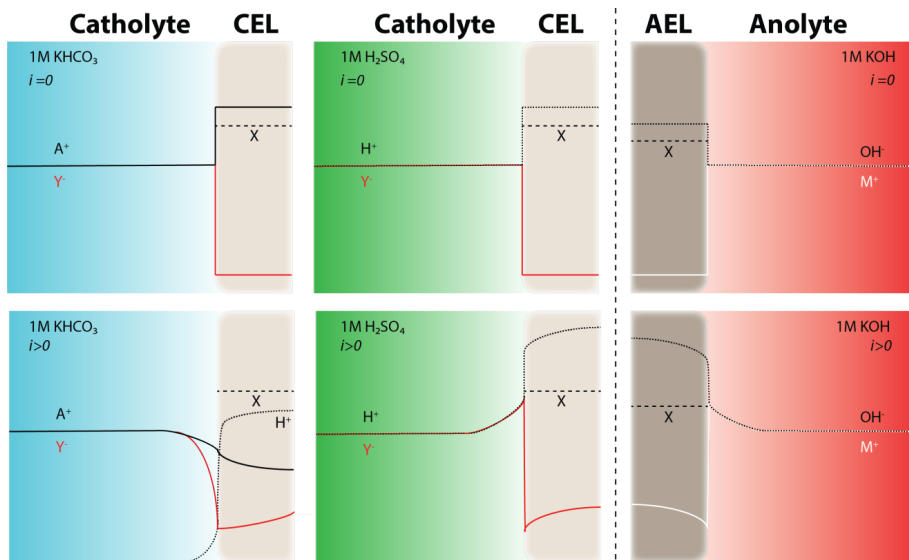 Catholyte CEL Catholyte CEL AEL Anolyte
1M KHCO₃
i =0
X
A⁺
Y⁻
1M H₂SO₄
i=0
X
H⁺
Y⁻
1M KOH
i=0
X
OH⁻
M⁺
1M KHCO₃
i>0
X
A⁺
H⁺
Y⁻
1M H₂SO₄
i>0
X
H⁺
Y⁻
1M KOH
i>0
X
OH⁻
M⁺